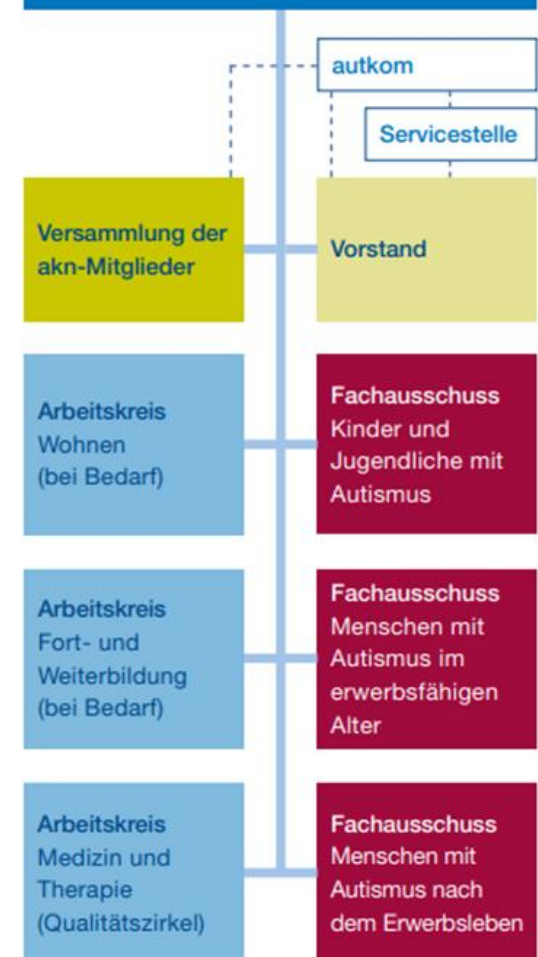 autkom
Servicestelle
Versammlung der
akn-Mitglieder
Vorstand
Arbeitskreis
Wohnen
(bei Bedarf)
Fachausschuss
Kinder und
Jugendliche mit
Autismus
Arbeitskreis
Fort- und
Weiterbildung
(bei Bedarf)
Fachausschuss
Menschen mit
Autismus im
erwerbsfähigen
Alter
Arbeitskreis
Medizin und
Therapie
(Qualitätszirkel)
Fachausschuss
Menschen mit
Autismus nach
dem Erwerbsleben